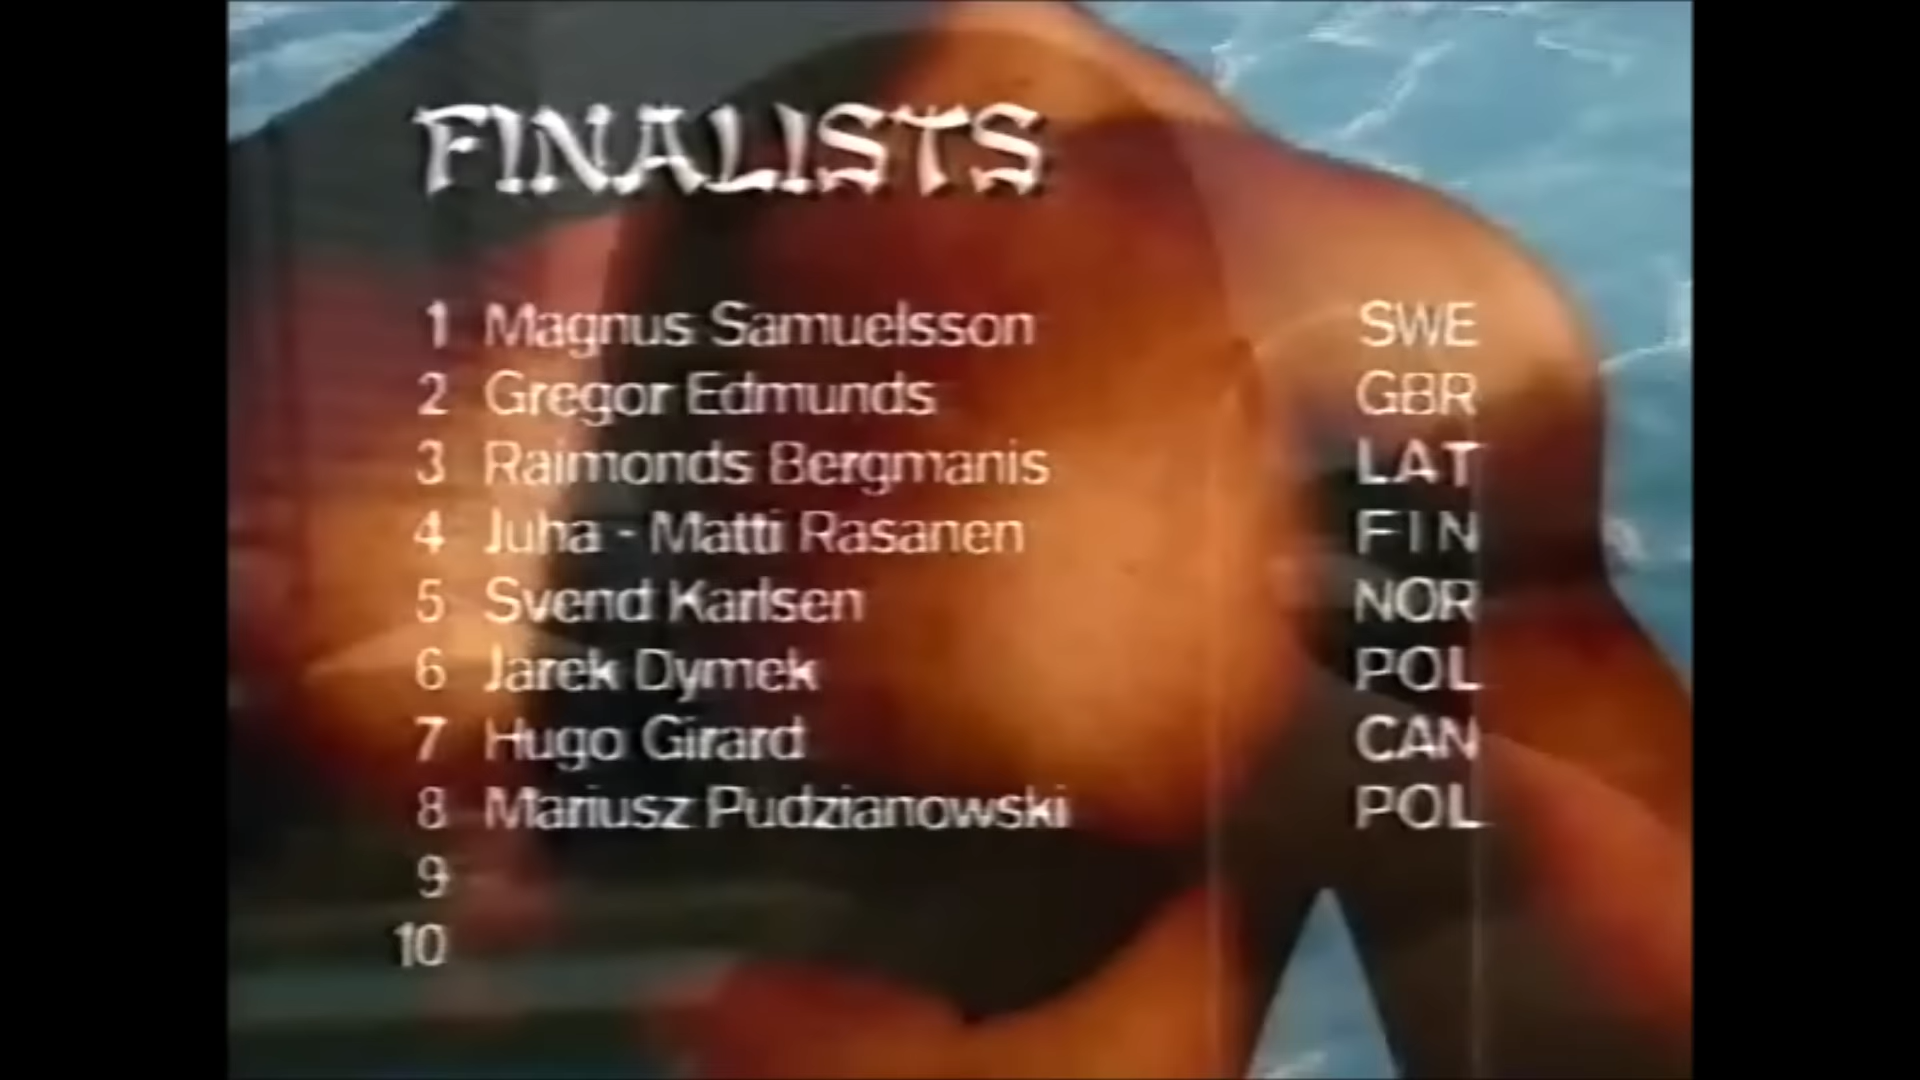 FINALISTS
1 Magnus Samuelsson SWE
2 Gregor Edmunds GBR
3 Raimonds Bergmanis LAT
4 Juha - Matti Rasanen FIN
5 Svend Karlsen NOR
6 Jarek Dymek POL
7 Hugo Girard CAN
8 Mariusz Pudzianowski POL
9
10